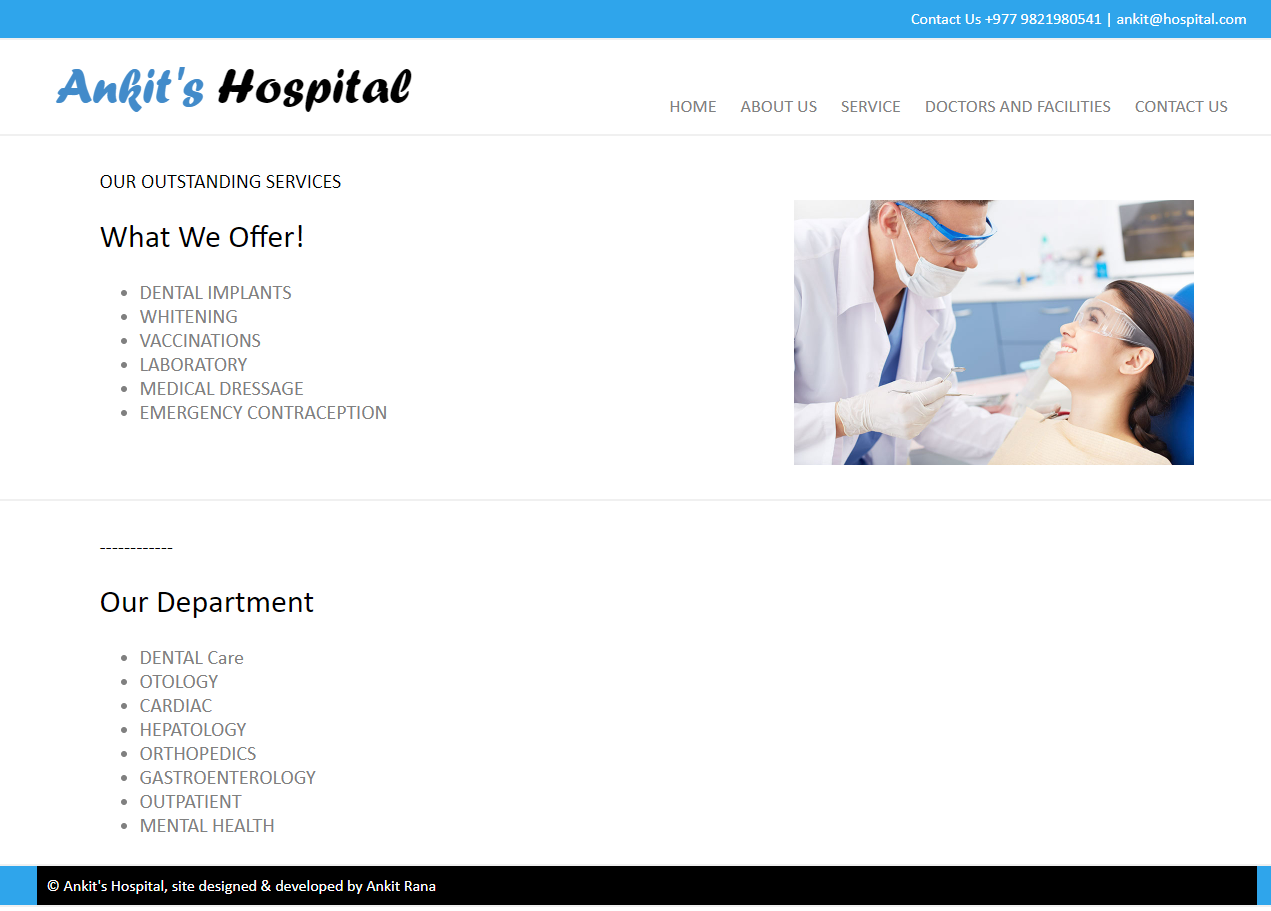 Contact Us +977 9821980541 | ankit@hospital.com
Ankit's Hospital
HOME ABOUT US SERVICE DOCTORS AND FACILITIES CONTACT US
OUR OUTSTANDING SERVICES
What We Offer!
• DENTAL IMPLANTS
• WHITENING
• VACCINATIONS
• LABORATORY
• MEDICAL DRESSAGE
• EMERGENCY CONTRACEPTION
------------
Our Department
• DENTAL Care
• OTOLOGY
• CARDIAC
• HEPATOLOGY
• ORTHOPEDICS
• GASTROENTEROLOGY
• OUTPATIENT
• MENTAL HEALTH
© Ankit's Hospital, site designed & developed by Ankit Rana